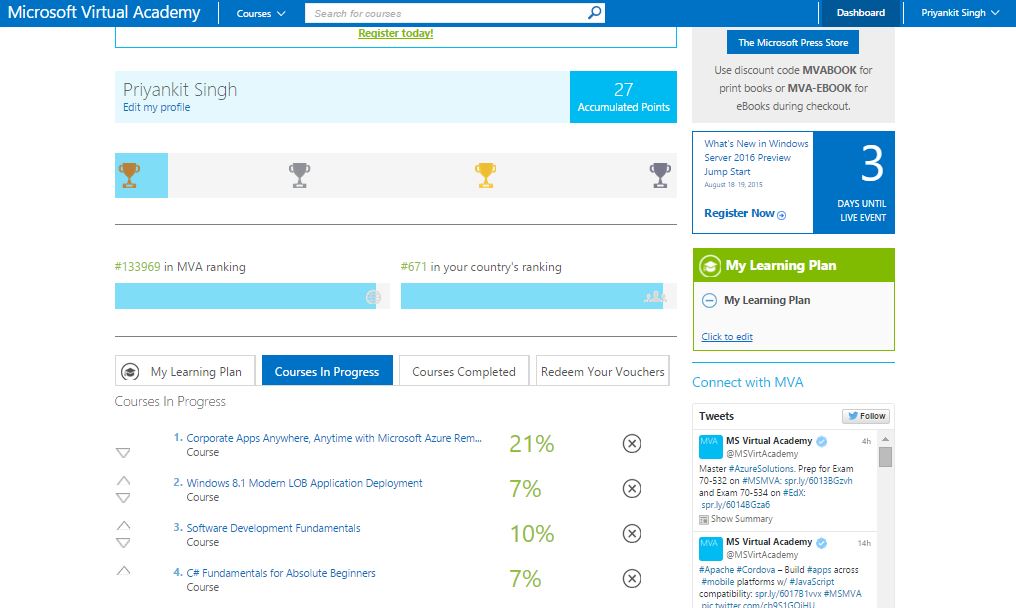 Microsoft Virtual Academy
Courses
Search for courses
Dashboard
Priyankit Singh
Register today!
Priyankit Singh
Edit my profile
27
Accumulated Points
#133969 in MVA ranking
#671 in your country's ranking
My Learning Plan
Courses In Progress
Courses Completed
Redeem Your Vouchers
Courses In Progress
1. Corporate Apps Anywhere, Anytime with Microsoft Azure Rem...
Course
21%
2. Windows 8.1 Modern LOB Application Deployment
Course
7%
3. Software Development Fundamentals
Course
10%
4. C# Fundamentals for Absolute Beginners
Course
7%
The Microsoft Press Store
Use discount code MVABOOK for
print books or MVA-EBOOK for
eBooks during checkout.
What's New in Windows
Server 2016 Preview
Jump Start
August 18-19, 2015
Register Now
3
DAYS UNTIL
LIVE EVENT
My Learning Plan
My Learning Plan
Click to edit
Connect with MVA
Tweets
Follow
MVA
MS Virtual Academy
4h
@MSVirtAcademy
Master #AzureSolutions. Prep for Exam
70-532 on #MSMVA: spr.ly/6013BGzvh
and Exam 70-534 on #EdX:
spr.ly/6014BGza6
Show Summary
MVA
MS Virtual Academy
14h
@MSVirtAcademy
#Apache #Cordova – Build #apps across
#mobile platforms w/ #JavaScript
compatibility: spr.ly/6017B1vvx #MSMVA
pic.twitter.com/cb9S1GOiHU